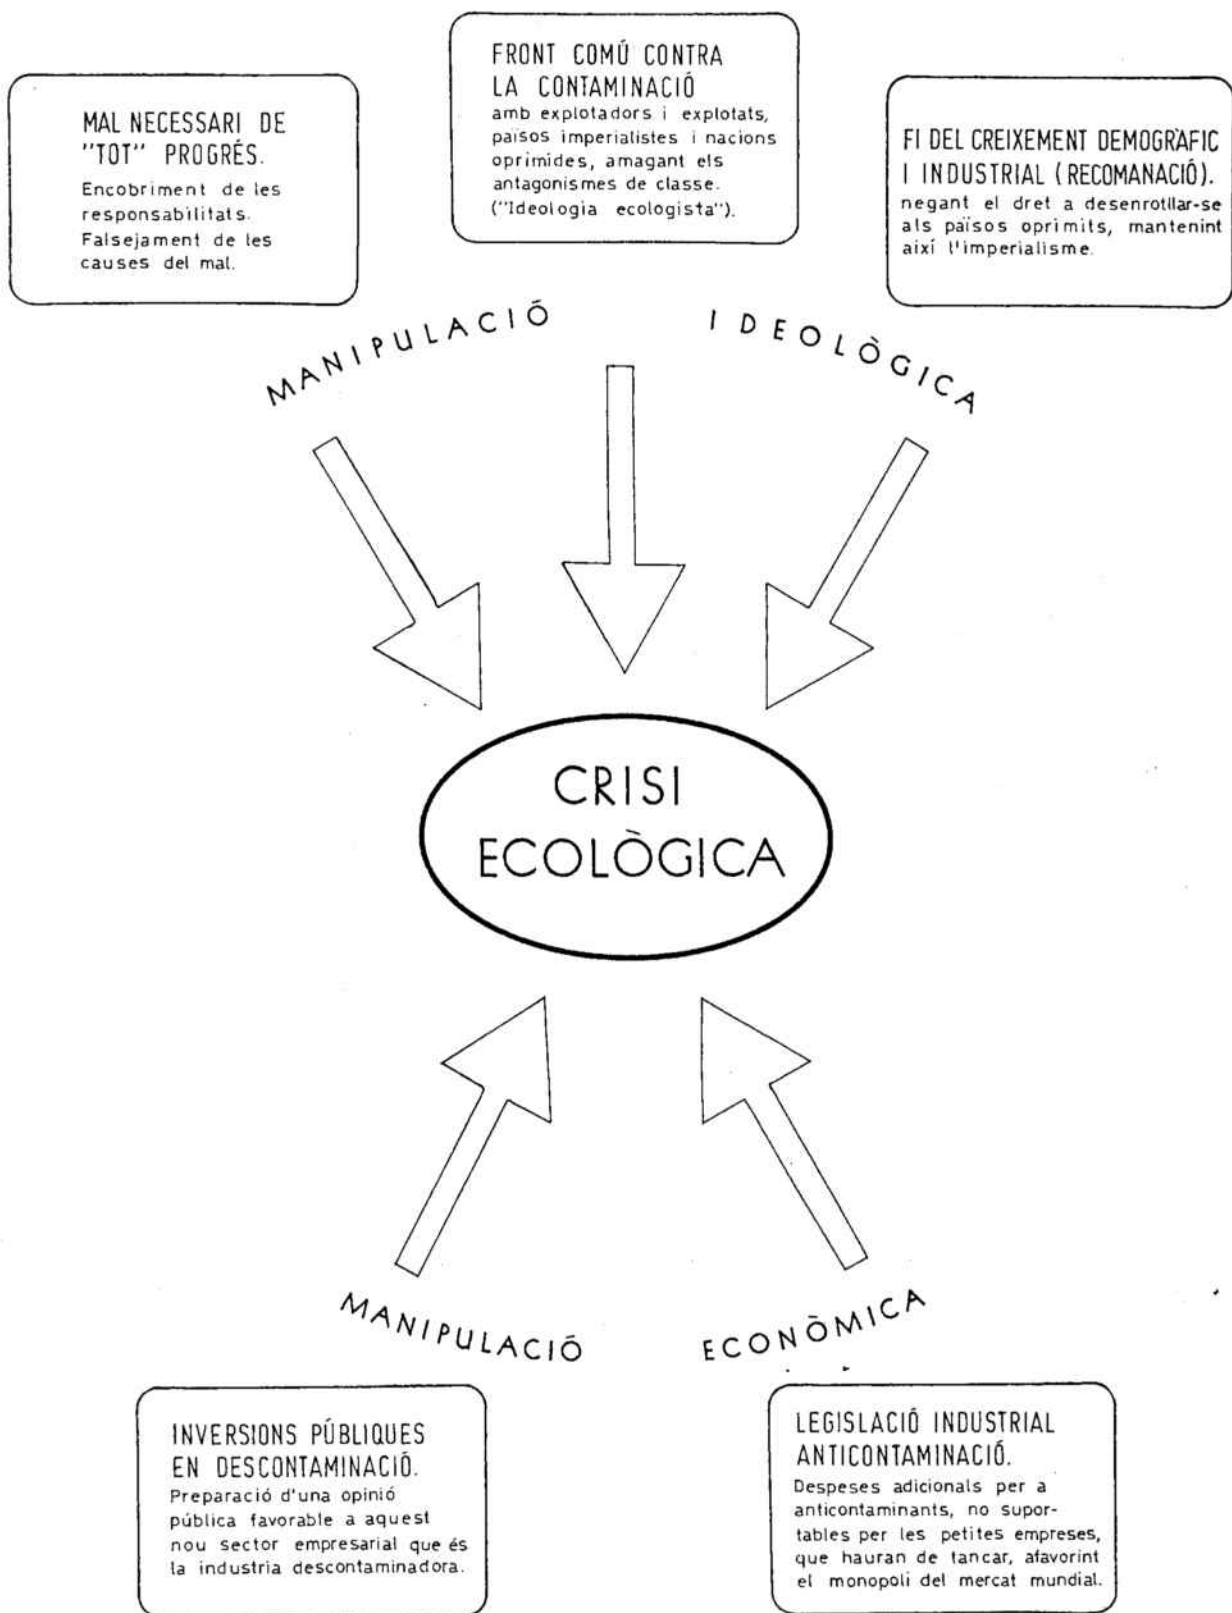 MAL NECESSARI DE
"TOT" PROGRÉS.
Encobriment de les
responsabilitats.
Falsejament de les
causes del mal.
FRONT COMÚ CONTRA
LA CONTAMINACIÓ
amb explotadors i explotats,
països imperialistes i nacions
oprimides, amagant els
antagonismes de classe.
("Ideologia ecologista").
FI DEL CREIXEMENT DEMOGRÀFIC
I INDUSTRIAL (RECOMANACIÓ).
negant el dret a desenrotllar-se
als països oprimits, mantenint
així l'imperialisme.
MANIPULACIÓ IDEOLÒGICA
CRISI
ECOLÒGICA
MANIPULACIÓ ECONÒMICA
INVERSIONS PÚBLIQUES
EN DESCONTAMINACIÓ.
Preparació d'una opinió
pública favorable a aquest
nou sector empresarial que és
la industria descontaminadora.
LEGISLACIÓ INDUSTRIAL
ANTICONTAMINACIÓ.
Despeses adicionals per a
anticontaminants, no supor-
tables per les petites empreses,
que hauran de tancar, afavorint
el monopoli del mercat mundial.